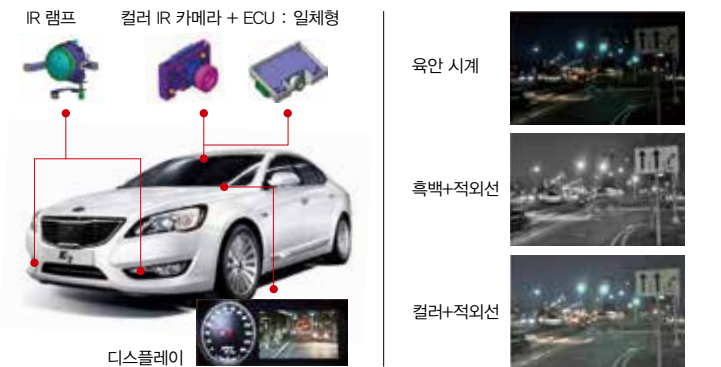 IR 램프
컬러 IR 카메라 + ECU : 일체형
디스플레이
육안 시계
흑백+적외선
컬러+적외선